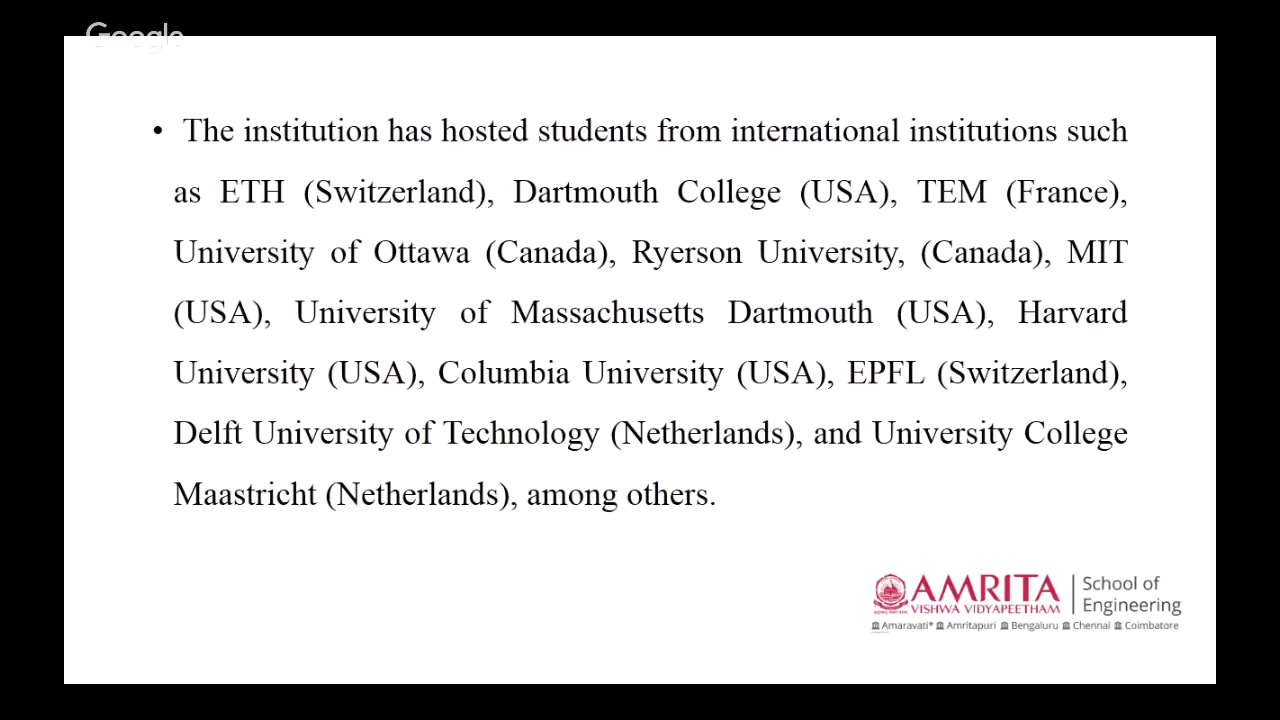 Google
• The institution has hosted students from international institutions such
as ETH (Switzerland), Dartmouth College (USA), TEM (France),
University of Ottawa (Canada), Ryerson University, (Canada), MIT
(USA), University of Massachusetts Dartmouth (USA), Harvard
University (USA), Columbia University (USA), EPFL (Switzerland),
Delft University of Technology (Netherlands), and University College
Maastricht (Netherlands), among others.
AMRITA
VISHWA VIDYAPEETHAM
School of
Engineering
Amaravati* Amritapuri Bengaluru Chennai Coimbatore